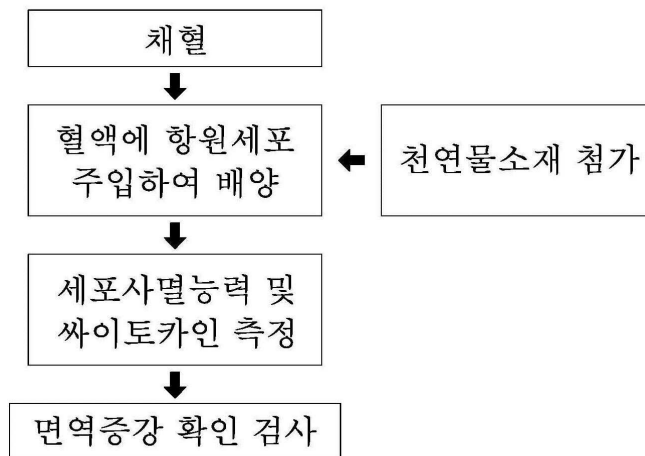 채혈
혈액에 항원세포
주입하여 배양
천연물소재 첨가
세포사멸능력 및
싸이토카인 측정
면역증강 확인 검사